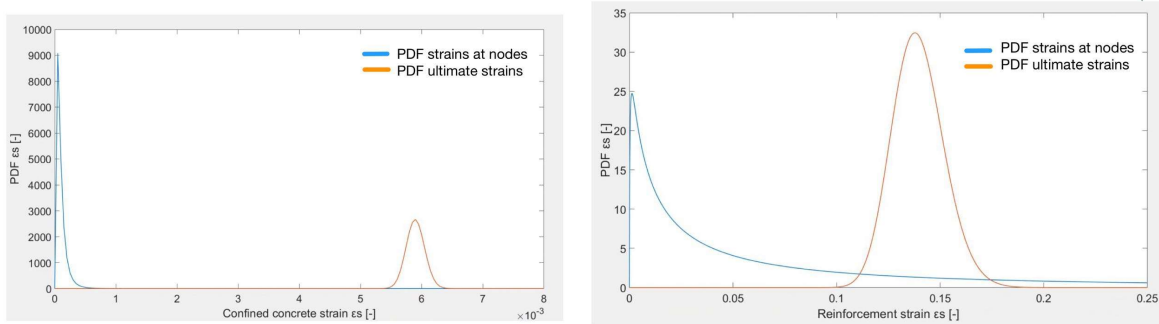 10000
9000
8000
7000
6000
5000
4000
3000
2000
1000
0
PDF εs [-]
PDF strains at nodes
PDF ultimate strains
0 1 2 3 4 5 6 7 8
×10⁻³
Confined concrete strain εs [-]
35
30
25
20
15
10
5
0
PDF εs [-]
PDF strains at nodes
PDF ultimate strains
0 0.05 0.1 0.15 0.2 0.25
Reinforcement strain εs [-]